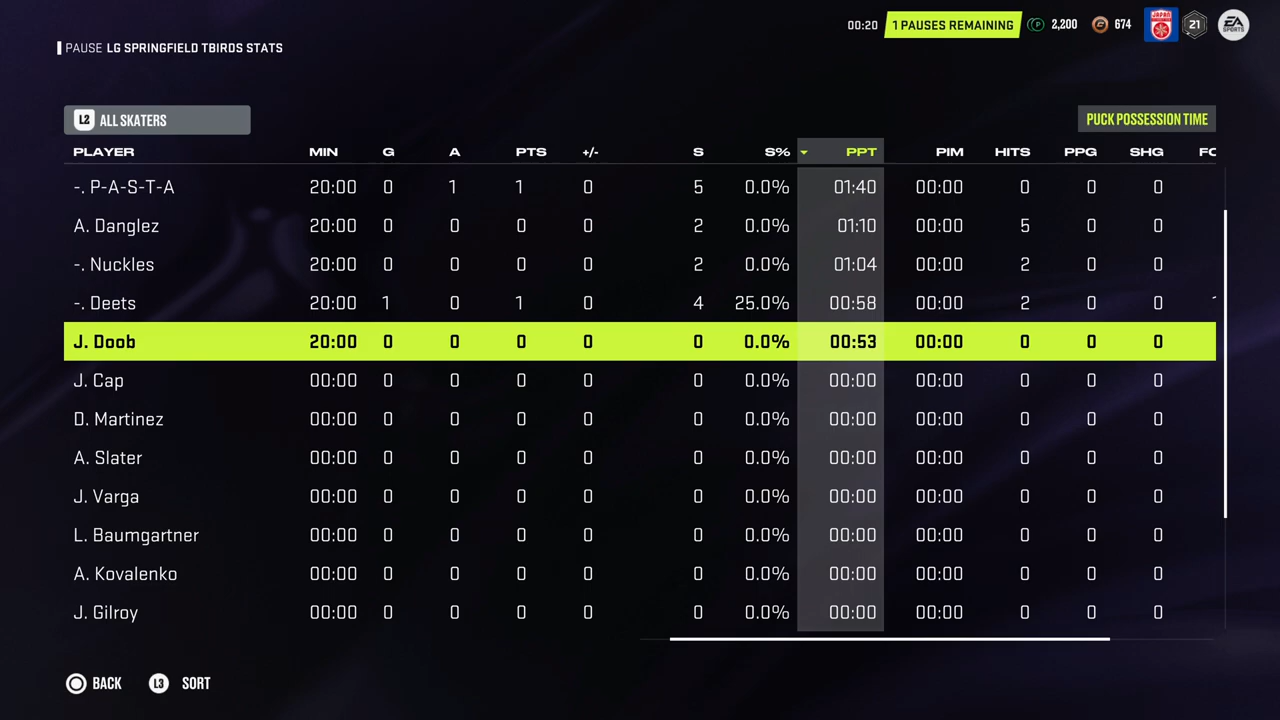 00:20 1 PAUSES REMAINING P 2,200 C 674 JAPAN 21 EA SPORTS
PAUSE LG SPRINGFIELD TBIRDS STATS
L2 ALL SKATERS PUCK POSSESSION TIME
PLAYER MIN G A PTS +/- S S% PPT PIM HITS PPG SHG
-. P-A-S-T-A 20:00 0 1 1 0 5 0.0% 01:40 00:00 0 0 0
A. Danglez 20:00 0 0 0 0 2 0.0% 01:10 00:00 5 0 0
-. Nuckles 20:00 0 0 0 0 2 0.0% 01:04 00:00 2 0 0
-. Deets 20:00 1 0 1 0 4 25.0% 00:58 00:00 2 0 0
J. Doob 20:00 0 0 0 0 0 0.0% 00:53 00:00 0 0 0
J. Cap 00:00 0 0 0 0 0 0.0% 00:00 00:00 0 0 0
D. Martinez 00:00 0 0 0 0 0 0.0% 00:00 00:00 0 0 0
A. Slater 00:00 0 0 0 0 0 0.0% 00:00 00:00 0 0 0
J. Varga 00:00 0 0 0 0 0 0.0% 00:00 00:00 0 0 0
L. Baumgartner 00:00 0 0 0 0 0 0.0% 00:00 00:00 0 0 0
A. Kovalenko 00:00 0 0 0 0 0 0.0% 00:00 00:00 0 0 0
J. Gilroy 00:00 0 0 0 0 0 0.0% 00:00 00:00 0 0 0
BACK L3 SORT